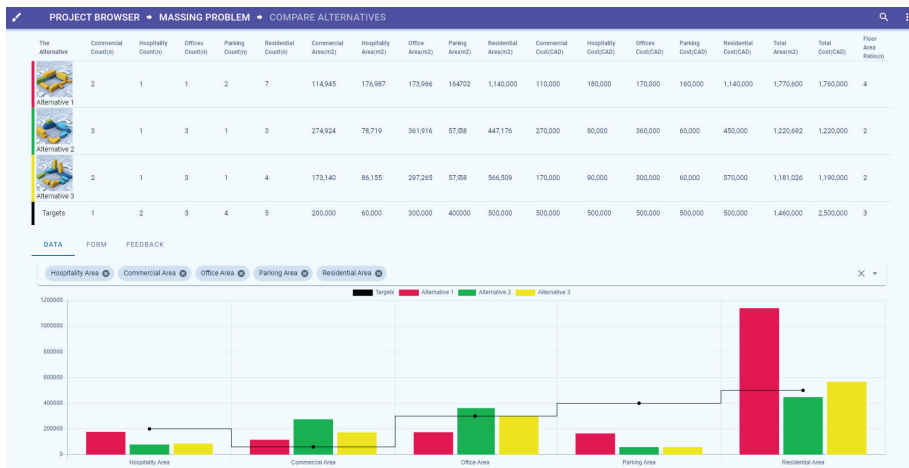 PROJECT BROWSER → MASSING PROBLEM → COMPARE ALTERNATIVES
The Alternative Commercial Count(n) Hospitality Count(n) Offices Count(n) Parking Count(n) Residential Count(n) Commercial Area(m2) Hospitality Area(m2) Office Area(m2) Parking Area(m2) Residential Area(m2) Commercial Cost(CAD) Hospitality Cost(CAD) Offices Cost(CAD) Parking Cost(CAD) Residential Cost(CAD) Total Area(m2) Total Cost(CAD) Floor Area Ratio(n)
Alternative 1 2 1 1 2 7 114,945 176,987 173,966 164702 1,140,000 110,000 180,000 170,000 160,000 1,140,000 1,770,600 1,760,000 4
Alternative 2 3 1 3 1 3 274,924 78,719 361,916 447,176 270,000 80,000 360,000 60,000 450,000 1,220,692 1,220,000 2
Alternative 3 2 1 3 1 4 173,140 86,155 297,265 566,509 170,000 90,000 300,000 60,000 570,000 1,181,026 1,190,000 2
Targets 1 2 3 4 5 200,000 60,000 300,000 400000 500,000 500,000 500,000 500,000 500,000 500,000 1,460,000 2,500,000 3
DATA FORM FEEDBACK
Hospitality Area Commercial Area Office Area Parking Area Residential Area
Targets Alternative 1 Alternative 2 Alternative 3
1200000
1000000
800000
600000
400000
200000
0
Hospitality Area Commercial Area Office Area Parking Area Residential Area